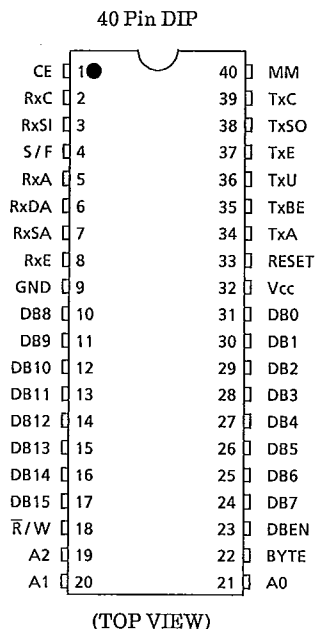 40 Pin DIP
CE 1 40 MM
RxC 2 39 TxC
RxSI 3 38 TxSO
S/F 4 37 TxE
RxA 5 36 TxU
RxDA 6 35 TxBE
RxSA 7 34 TxA
RxE 8 33 RESET
GND 9 32 Vcc
DB8 10 31 DB0
DB9 11 30 DB1
DB10 12 29 DB2
DB11 13 28 DB3
DB12 14 27 DB4
DB13 15 26 DB5
DB14 16 25 DB6
DB15 17 24 DB7
R̅/W 18 23 DBEN
A2 19 22 BYTE
A1 20 21 A0
(TOP VIEW)